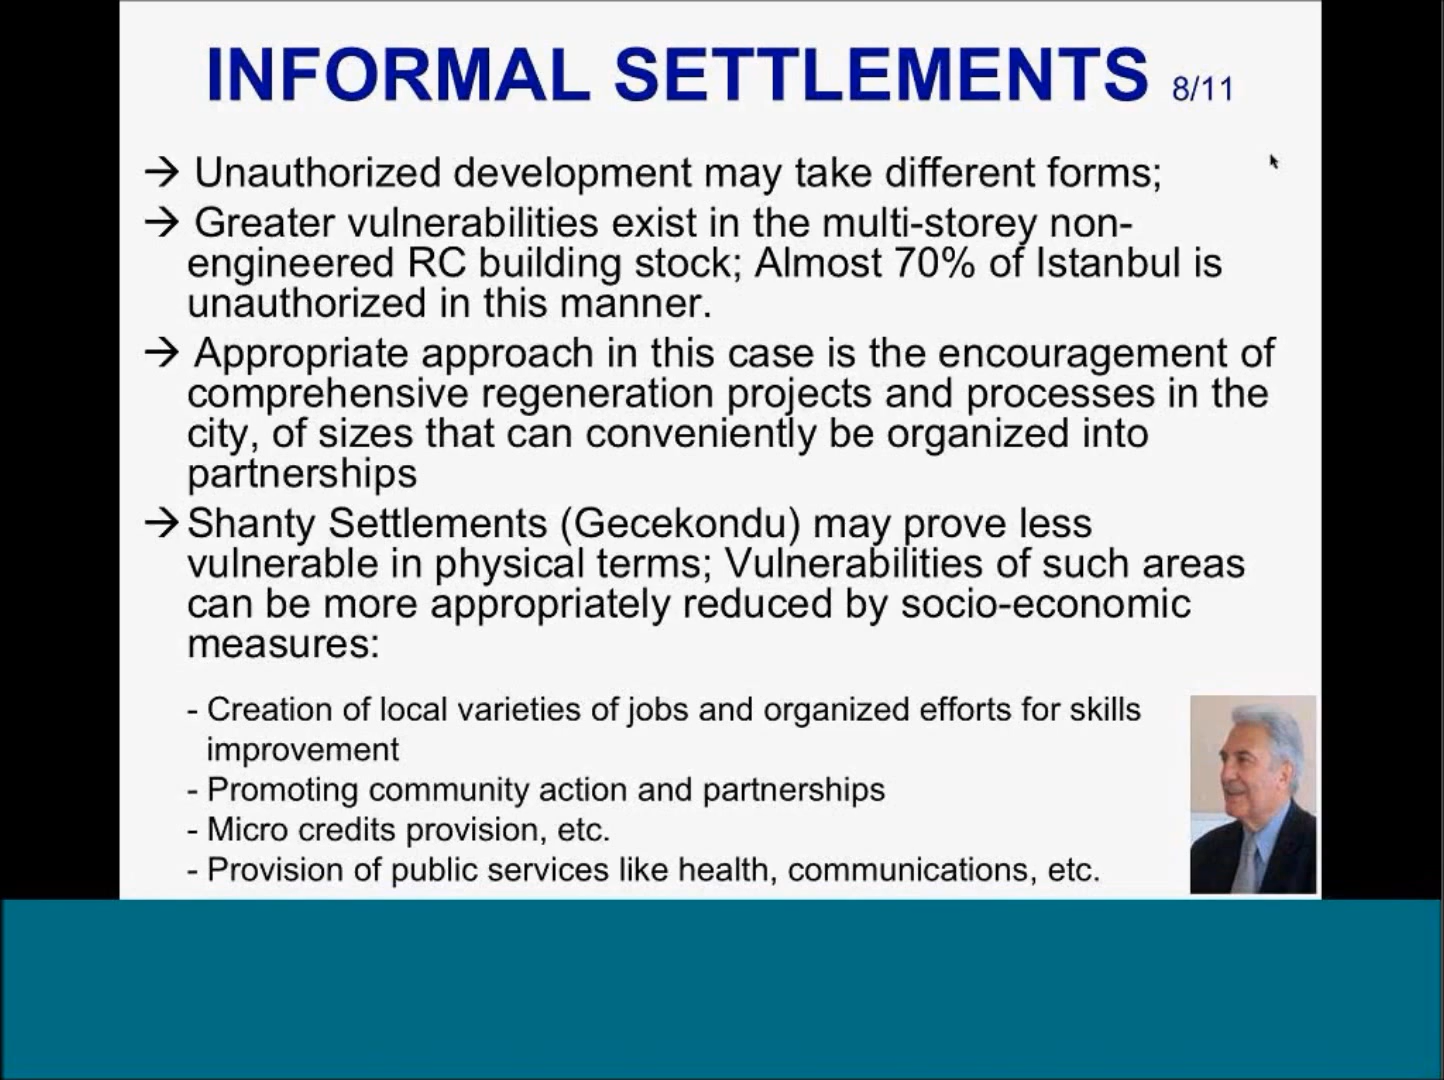 INFORMAL SETTLEMENTS 8/11
→ Unauthorized development may take different forms;
→ Greater vulnerabilities exist in the multi-storey non-
engineered RC building stock; Almost 70% of Istanbul is
unauthorized in this manner.
→ Appropriate approach in this case is the encouragement of
comprehensive regeneration projects and processes in the
city, of sizes that can conveniently be organized into
partnerships
→ Shanty Settlements (Gecekondu) may prove less
vulnerable in physical terms; Vulnerabilities of such areas
can be more appropriately reduced by socio-economic
measures:
- Creation of local varieties of jobs and organized efforts for skills
improvement
- Promoting community action and partnerships
- Micro credits provision, etc.
- Provision of public services like health, communications, etc.